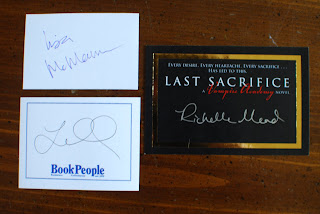 Lisa
McMann
BookPeople
EVERY DESIRE. EVERY HEARTACHE. EVERY SACRIFICE...
HAS LED TO THIS.
LAST SACRIFICE
A Vampire Academy NOVEL
Richelle Mead